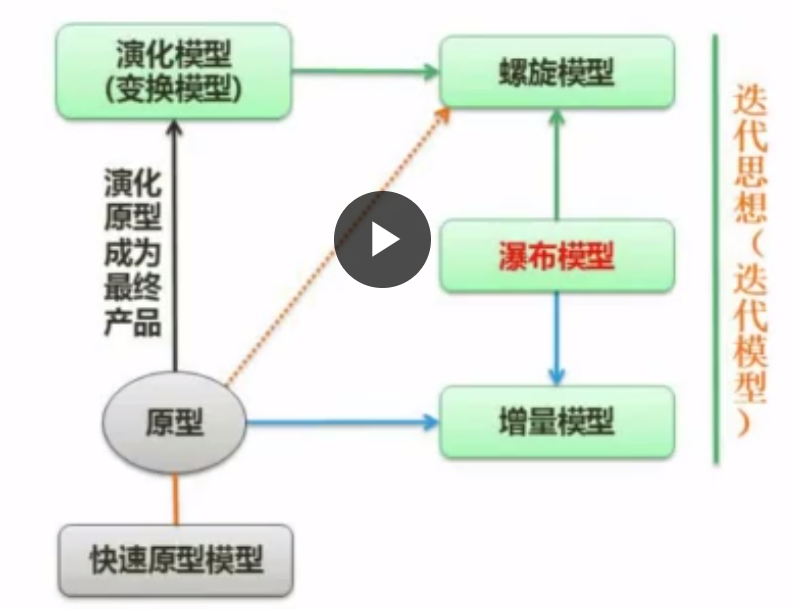 演化模型
(变换模型)
螺旋模型
演化
原型
成为
最终
产品
瀑布模型
迭代思想(迭代模型)
原型
增量模型
快速原型模型